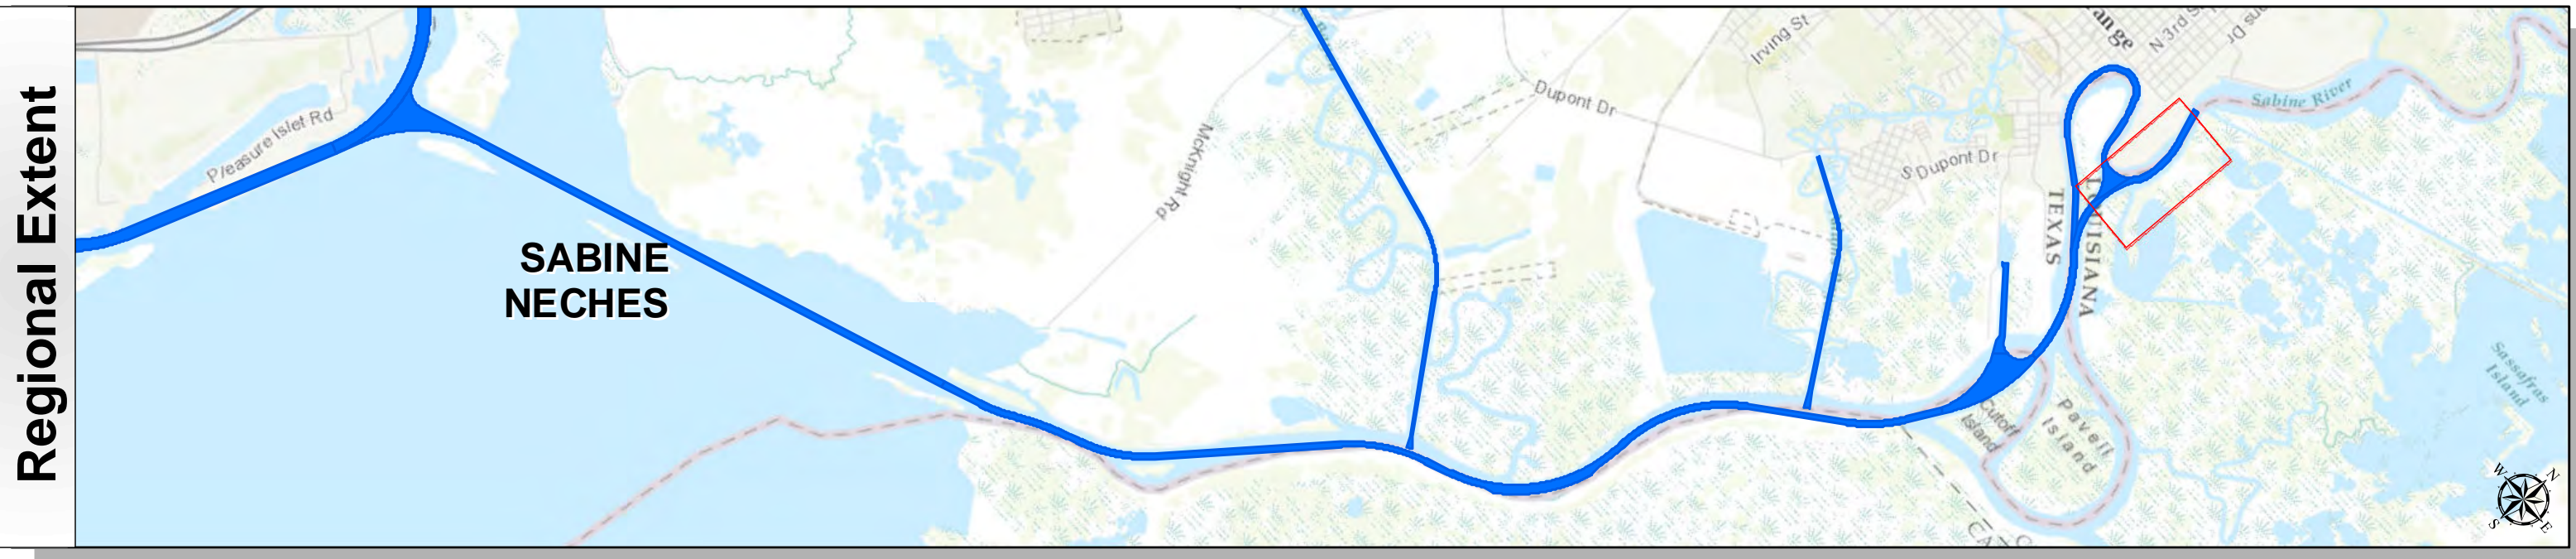 Regional Extent
Pleasure Islet Rd
SABINE
NECHES
McKnight Rd
Dupont Dr
Irving St
S Dupont Dr
N 3rd S
TEXAS
LOUISIANA
Sabine River
Cutoff
Island
Pavell
Island
Sassafras
Island
W
N
S
E